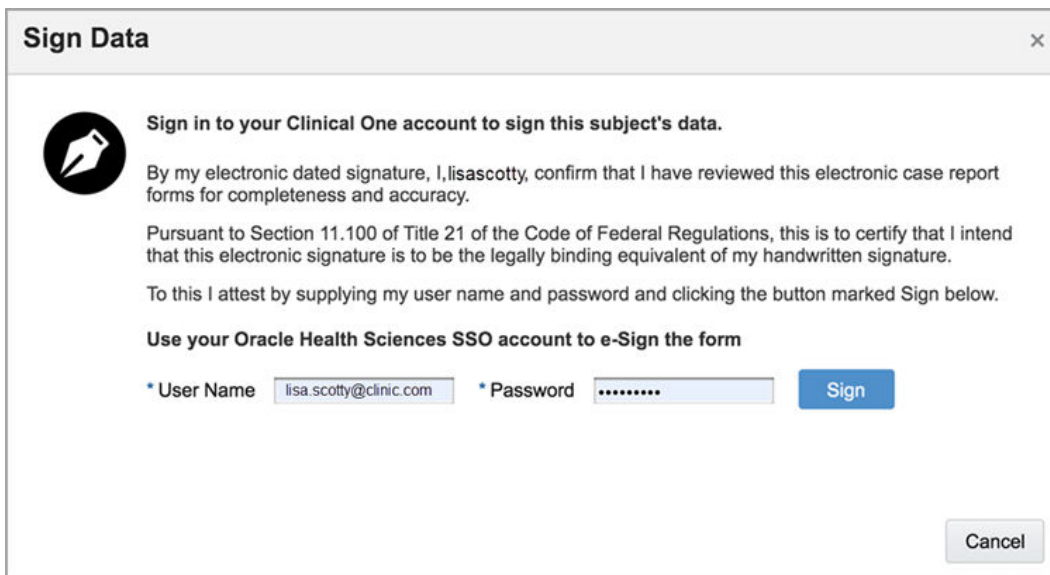 Sign Data
×
Sign in to your Clinical One account to sign this subject's data.
By my electronic dated signature, I,lisascotty, confirm that I have reviewed this electronic case report
forms for completeness and accuracy.
Pursuant to Section 11.100 of Title 21 of the Code of Federal Regulations, this is to certify that I intend
that this electronic signature is to be the legally binding equivalent of my handwritten signature.
To this I attest by supplying my user name and password and clicking the button marked Sign below.
Use your Oracle Health Sciences SSO account to e-Sign the form
* User Name lisa.scotty@clinic.com * Password ••••••••• Sign
Cancel